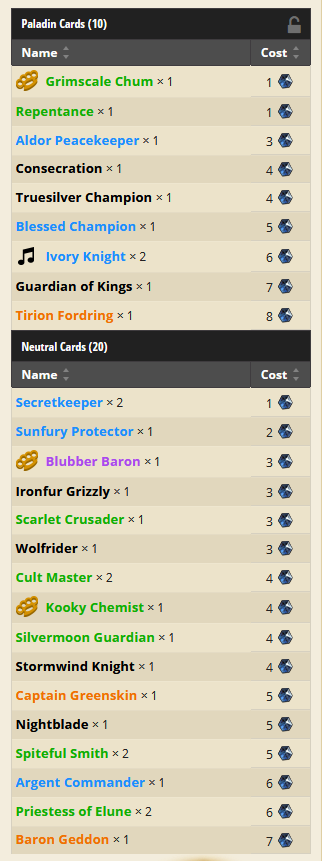 Paladin Cards (10)
Name Cost
Grimscale Chum × 1 1
Repentance × 1 1
Aldor Peacekeeper × 1 3
Consecration × 1 4
Truesilver Champion × 1 4
Blessed Champion × 1 5
Ivory Knight × 2 6
Guardian of Kings × 1 7
Tirion Fordring × 1 8
Neutral Cards (20)
Name Cost
Secretkeeper × 2 1
Sunfury Protector × 1 2
Blubber Baron × 1 3
Ironfur Grizzly × 1 3
Scarlet Crusader × 1 3
Wolfrider × 1 3
Cult Master × 2 4
Kooky Chemist × 1 4
Silvermoon Guardian × 1 4
Stormwind Knight × 1 4
Captain Greenskin × 1 5
Nightblade × 1 5
Spiteful Smith × 2 5
Argent Commander × 1 6
Priestess of Elune × 2 6
Baron Geddon × 1 7